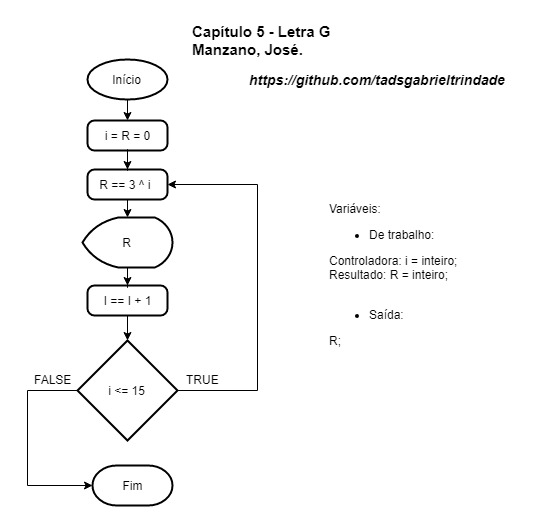 Capítulo 5 - Letra G
Manzano, José.
https://github.com/tadsgabrieltrindade
Início
i = R = 0
R == 3 ^ i
R
I == I + 1
i <= 15
FALSE
TRUE
Fim
Variáveis:
• De trabalho:
Controladora: i = inteiro;
Resultado: R = inteiro;
• Saída:
R;